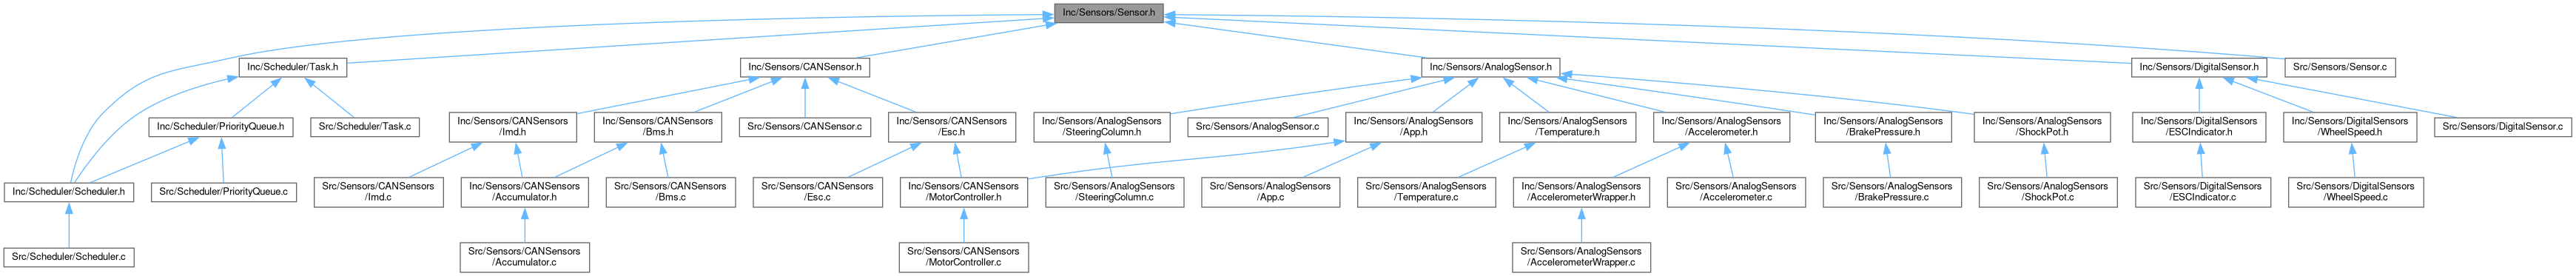 Inc/Sensors/Sensor.h
Inc/Scheduler/Task.h
Inc/Sensors/CANSensor.h
Inc/Sensors/AnalogSensor.h
Inc/Sensors/DigitalSensor.h
Src/Sensors/Sensor.c
Inc/Scheduler/PriorityQueue.h
Src/Scheduler/Task.c
Inc/Sensors/CANSensors
/Imd.h
Inc/Sensors/CANSensors
/Bms.h
Src/Sensors/CANSensor.c
Inc/Sensors/CANSensors
/Esc.h
Inc/Sensors/AnalogSensors
/SteeringColumn.h
Src/Sensors/AnalogSensor.c
Inc/Sensors/AnalogSensors
/App.h
Inc/Sensors/AnalogSensors
/Temperature.h
Inc/Sensors/AnalogSensors
/Accelerometer.h
Inc/Sensors/AnalogSensors
/BrakePressure.h
Inc/Sensors/AnalogSensors
/ShockPot.h
Inc/Sensors/DigitalSensors
/ESCIndicator.h
Inc/Sensors/DigitalSensors
/WheelSpeed.h
Src/Sensors/DigitalSensor.c
Inc/Scheduler/Scheduler.h
Src/Scheduler/PriorityQueue.c
Src/Sensors/CANSensors
/Imd.c
Inc/Sensors/CANSensors
/Accumulator.h
Src/Sensors/CANSensors
/Bms.c
Src/Sensors/CANSensors
/Esc.c
Inc/Sensors/CANSensors
/MotorController.h
Src/Sensors/AnalogSensors
/SteeringColumn.c
Src/Sensors/AnalogSensors
/App.c
Src/Sensors/AnalogSensors
/Temperature.c
Inc/Sensors/AnalogSensors
/AccelerometerWrapper.h
Src/Sensors/AnalogSensors
/Accelerometer.c
Src/Sensors/AnalogSensors
/BrakePressure.c
Src/Sensors/AnalogSensors
/ShockPot.c
Src/Sensors/DigitalSensors
/ESCIndicator.c
Src/Sensors/DigitalSensors
/WheelSpeed.c
Src/Scheduler/Scheduler.c
Src/Sensors/CANSensors
/Accumulator.c
Src/Sensors/CANSensors
/MotorController.c
Src/Sensors/AnalogSensors
/AccelerometerWrapper.c